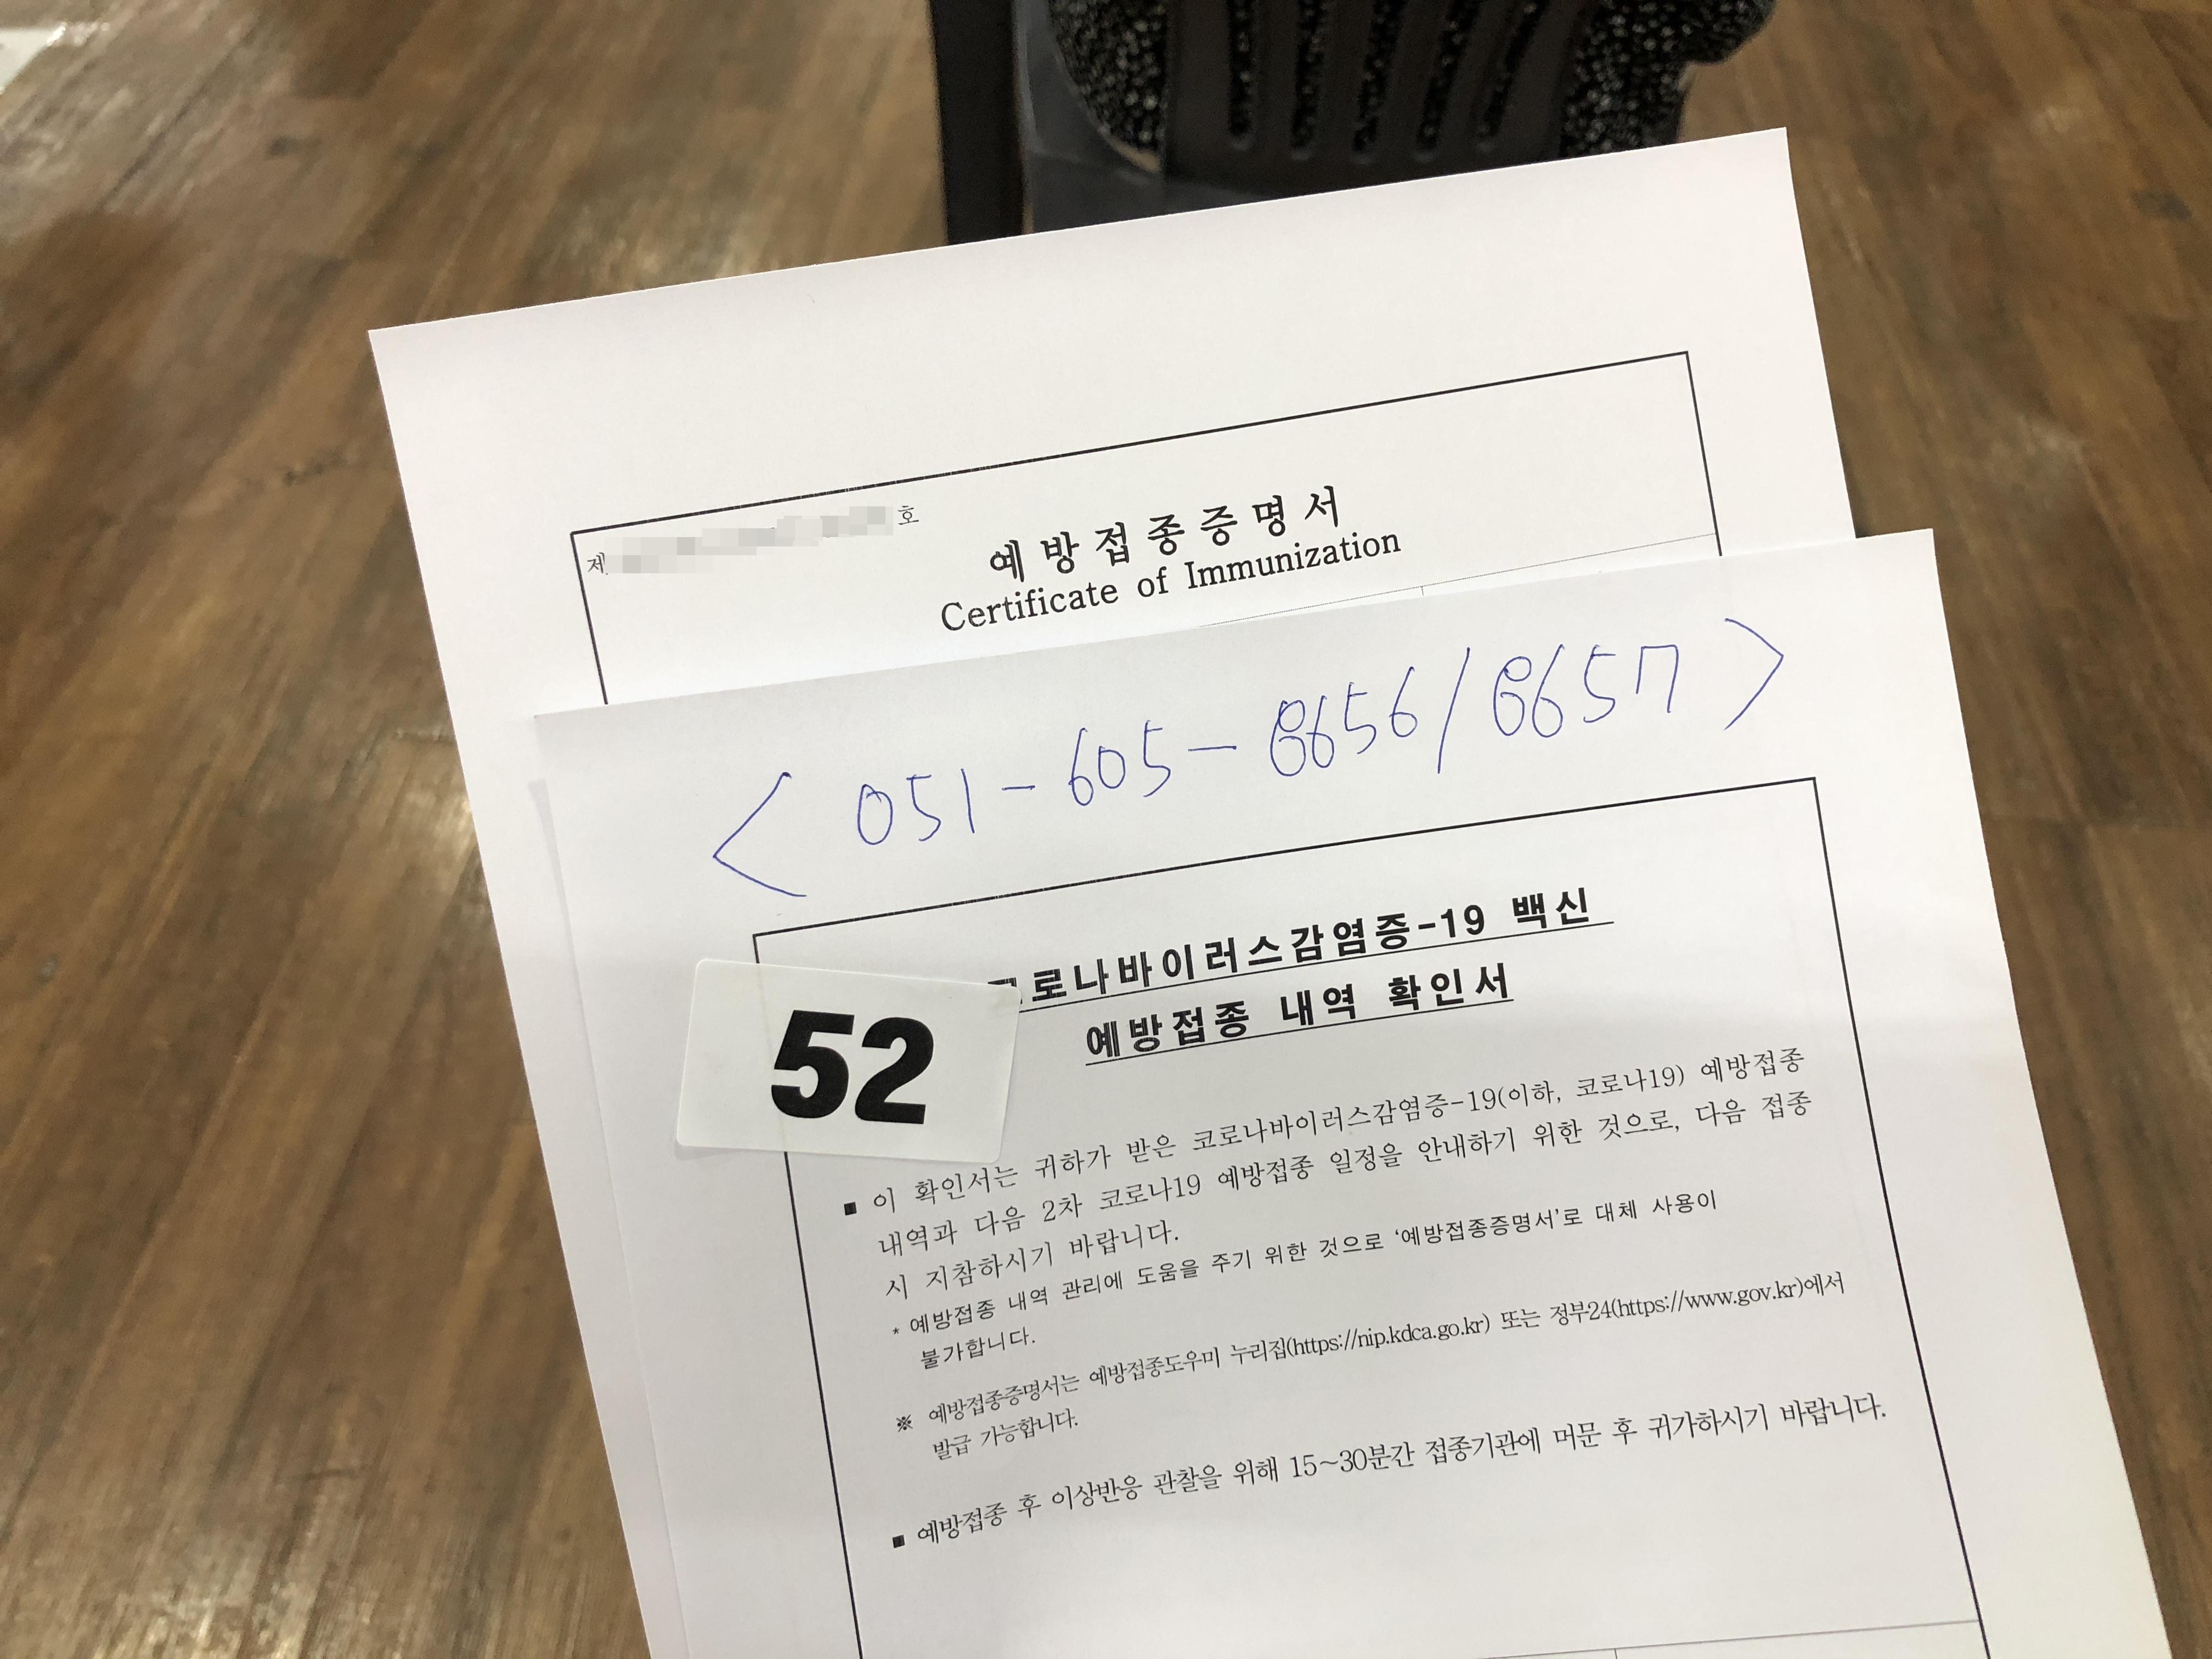 제 호
예방접종증명서
Certificate of Immunization
< 051-605-8656/8657 >
52
코로나바이러스감염증-19 백신
예방접종 내역 확인서
■ 이 확인서는 귀하가 받은 코로나바이러스감염증-19(이하, 코로나19) 예방접종
내역과 다음 2차 코로나19 예방접종 일정을 안내하기 위한 것으로, 다음 접종
시 지참하시기 바랍니다.
* 예방접종 내역 관리에 도움을 주기 위한 것으로 ‘예방접종증명서’로 대체 사용이
불가합니다.
※ 예방접종증명서는 예방접종도우미 누리집(https://nip.kdca.go.kr) 또는 정부24(https://www.gov.kr)에서
발급 가능합니다.
■ 예방접종 후 이상반응 관찰을 위해 15~30분간 접종기관에 머문 후 귀가하시기 바랍니다.